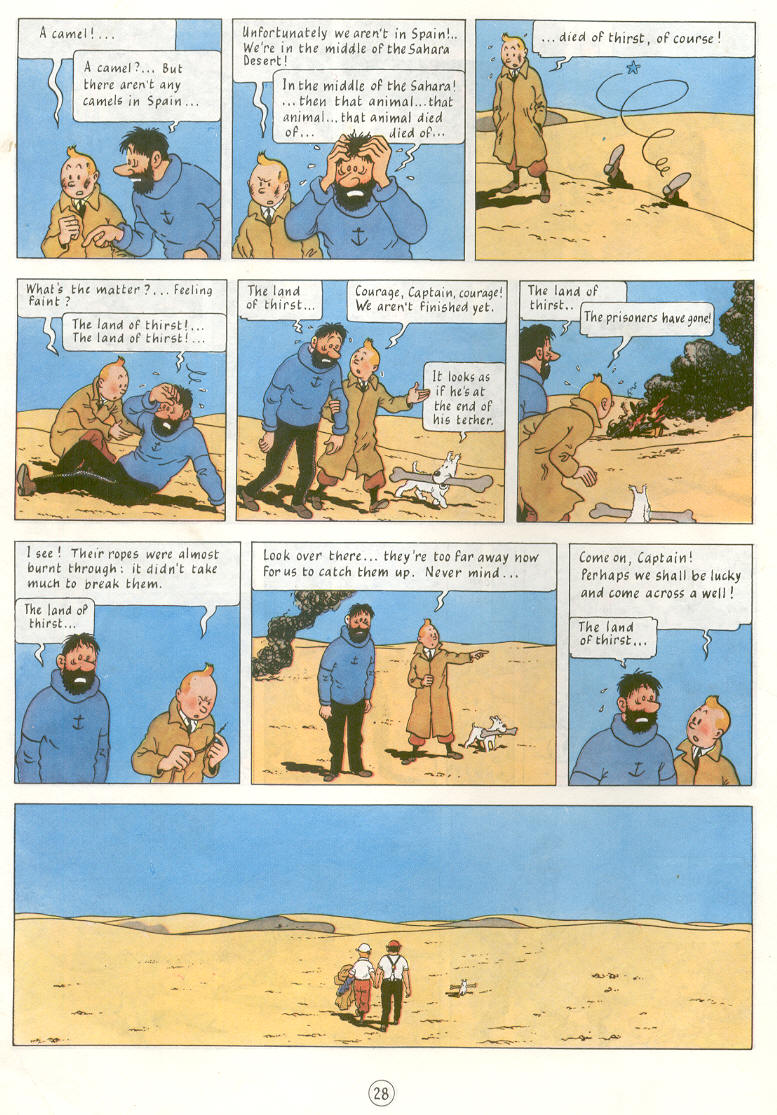 A camel!...
A camel?... But
there aren't any
camels in Spain...
Unfortunately we aren't in Spain!..
We're in the middle of the Sahara
Desert!
In the middle of the Sahara!
...then that animal...that
animal...that animal died
of... died of...
...died of thirst, of course!
What's the matter?... Feeling
faint?
The land of thirst!...
The land of thirst!...
The land
of thirst...
Courage, Captain, courage!
We aren't finished yet.
It looks as
if he's at
the end of
his tether.
The land of
thirst..
The prisoners have gone!
I see! Their ropes were almost
burnt through: it didn't take
much to break them.
The land of
thirst...
Look over there... they're too far away now
for us to catch them up. Never mind...
Come on, Captain!
Perhaps we shall be lucky
and come across a well!
The land
of thirst...
28